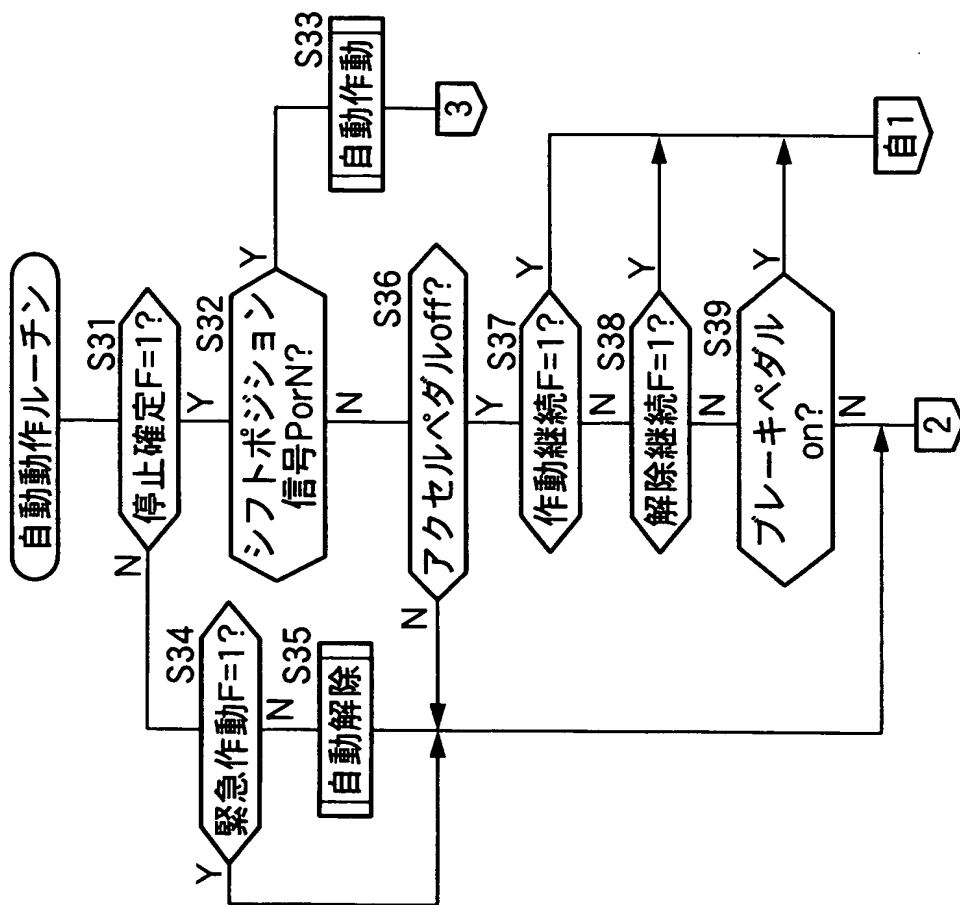 自動動作ルーチン
S31
停止確定F=1?
N
Y
S32
シフトポジション
信号PorN?
Y
N
S33
自動作動
3
S34
緊急作動F=1?
Y
N
S35
自動解除
S36
アクセルペダルoff?
N
Y
S37
作動継続F=1?
Y
N
S38
解除継続F=1?
Y
N
S39
ブレーキペダル
on?
Y
N
自1
2